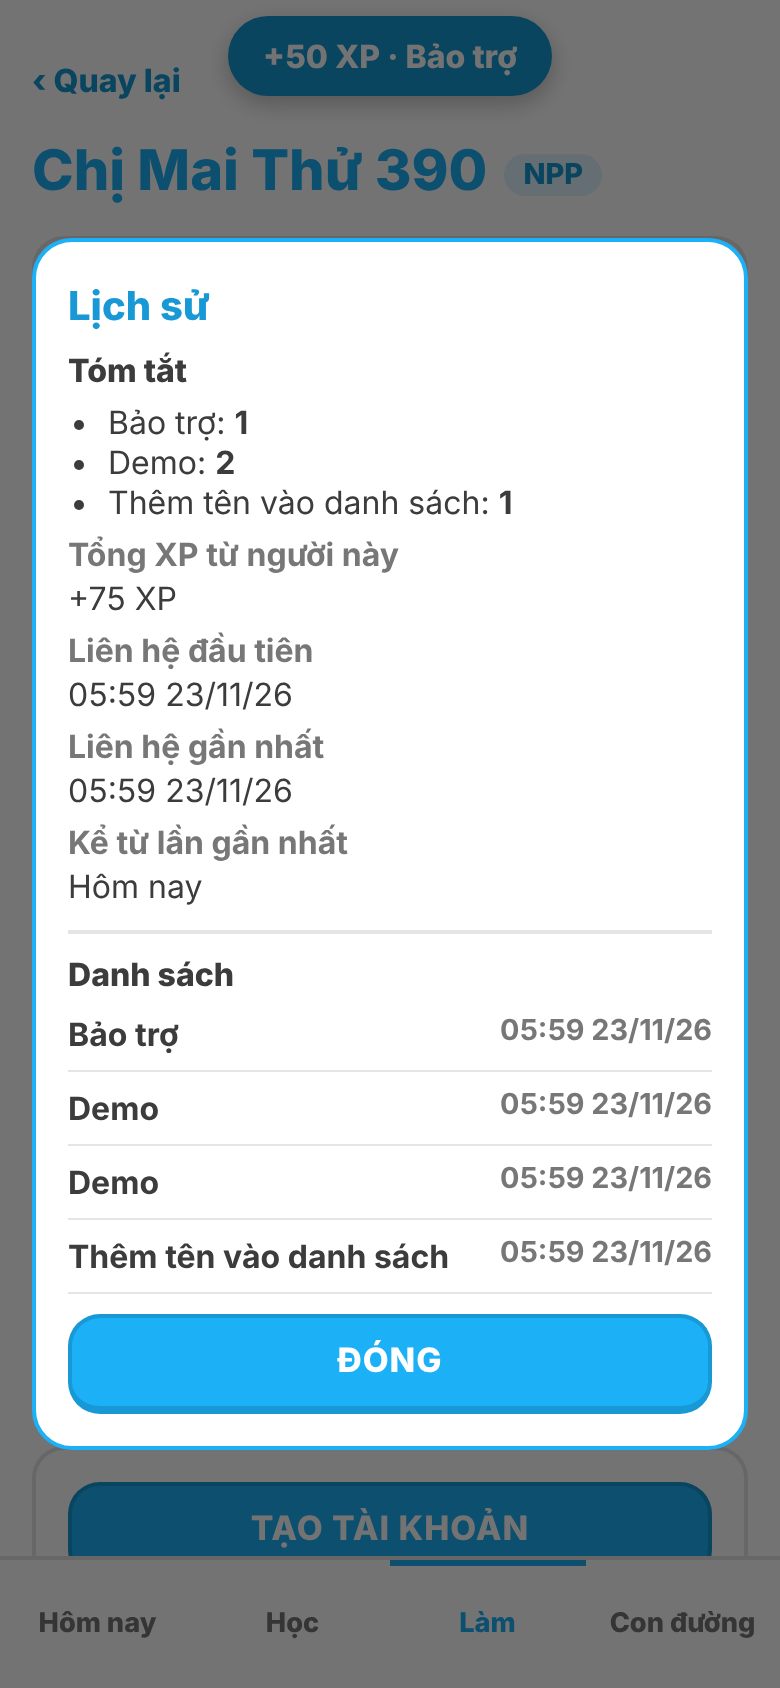 +50 XP · Bảo trợ
‹ Quay lại
Chị Mai Thử 390 NPP
Lịch sử
Tóm tắt
• Bảo trợ: 1
• Demo: 2
• Thêm tên vào danh sách: 1
Tổng XP từ người này
+75 XP
Liên hệ đầu tiên
05:59 23/11/26
Liên hệ gần nhất
05:59 23/11/26
Kể từ lần gần nhất
Hôm nay
Danh sách
Bảo trợ 05:59 23/11/26
Demo 05:59 23/11/26
Demo 05:59 23/11/26
Thêm tên vào danh sách 05:59 23/11/26
ĐÓNG
TẠO TÀI KHOẢN
Hôm nay Học Làm Con đường